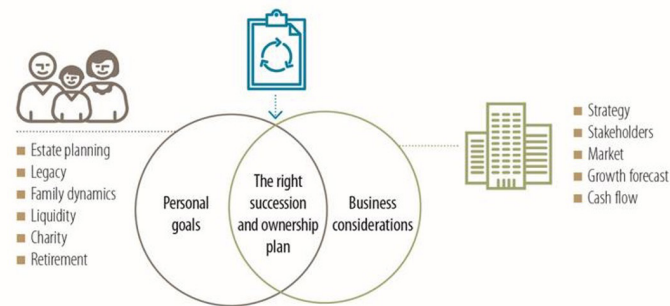 Estate planning
Legacy
Family dynamics
Liquidity
Charity
Retirement
Personal
goals
The right
succession
and ownership
plan
Business
considerations
Strategy
Stakeholders
Market
Growth forecast
Cash flow